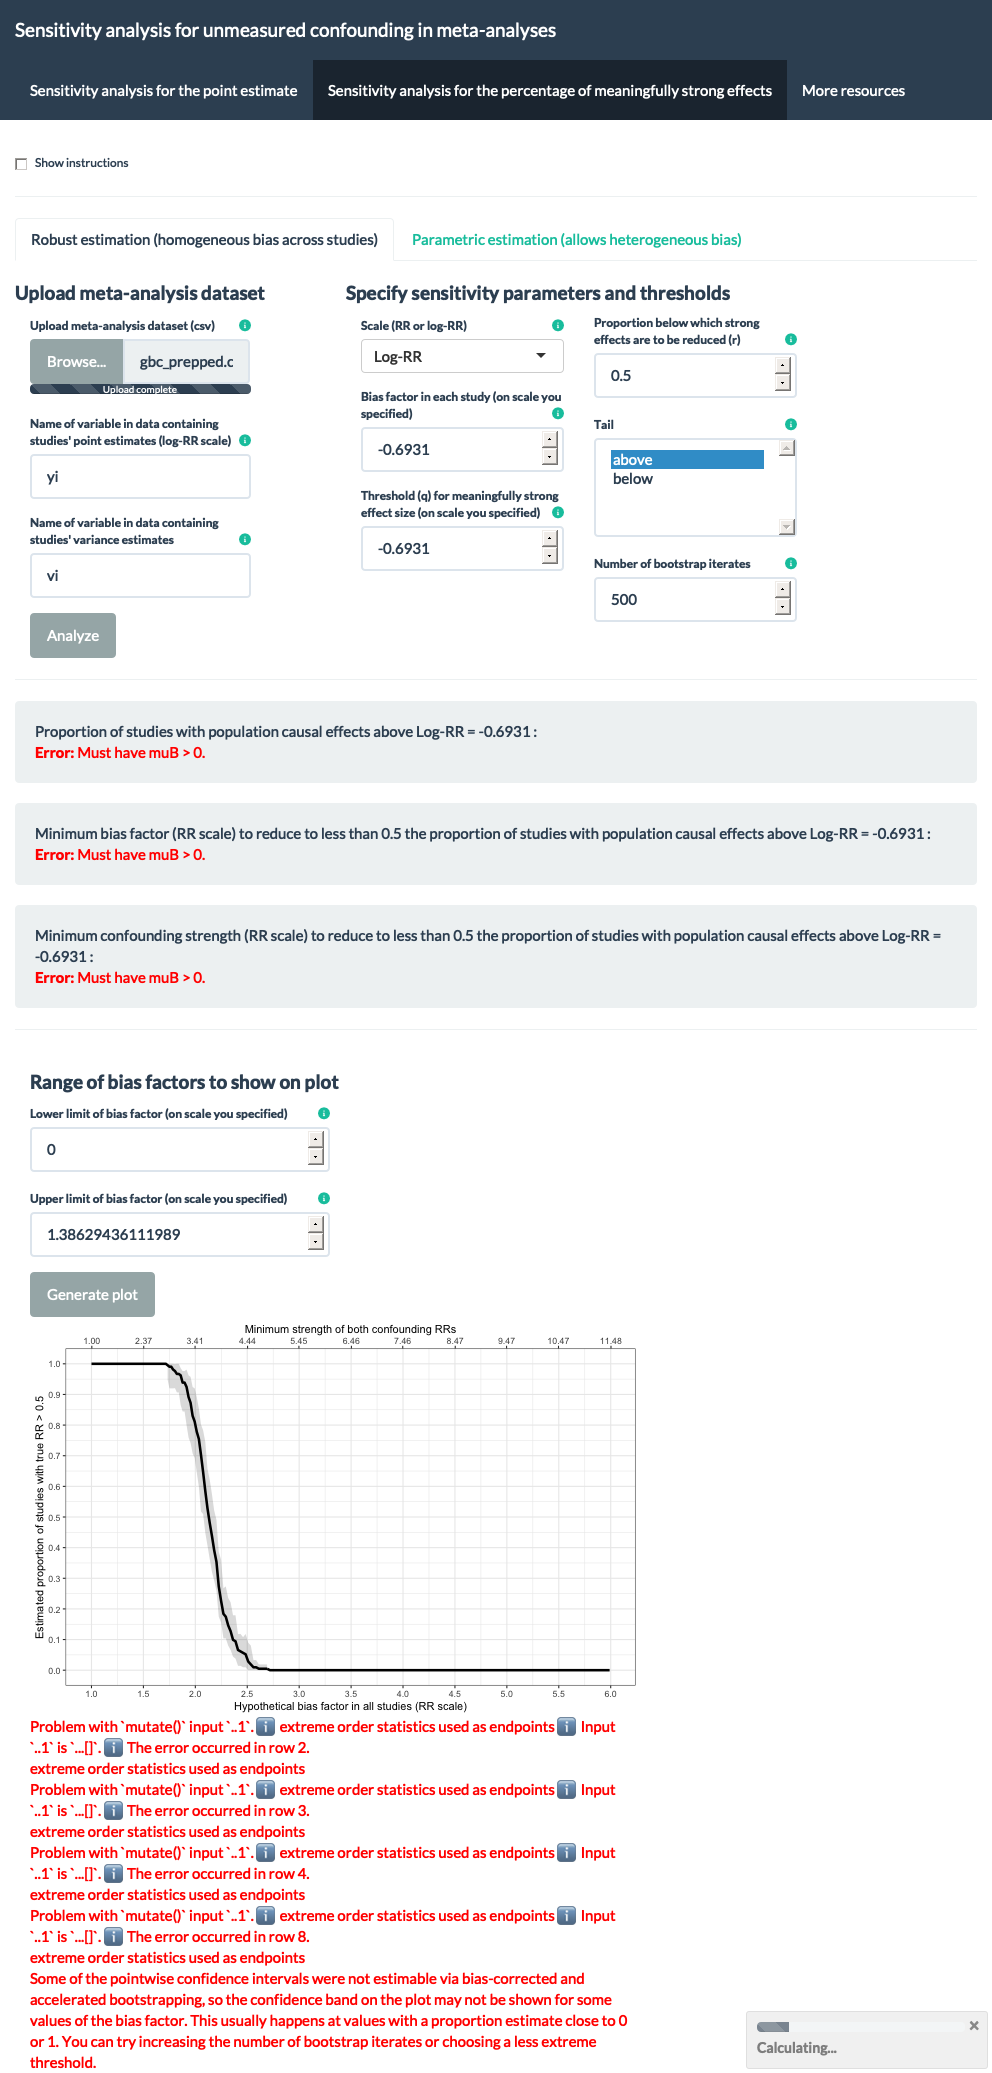 Sensitivity analysis for unmeasured confounding in meta-analyses
Sensitivity analysis for the point estimate
Sensitivity analysis for the percentage of meaningfully strong effects
More resources
Show instructions
Robust estimation (homogeneous bias across studies)
Parametric estimation (allows heterogeneous bias)
Upload meta-analysis dataset
Upload meta-analysis dataset (csv)
Browse... gbc_prepped.c
Upload complete
Name of variable in data containing
studies' point estimates (log-RR scale)
yi
Name of variable in data containing
studies' variance estimates
vi
Analyze
Specify sensitivity parameters and thresholds
Scale (RR or log-RR)
Log-RR
Bias factor in each study (on scale you
specified)
-0.6931
Threshold (q) for meaningfully strong
effect size (on scale you specified)
-0.6931
Proportion below which strong
effects are to be reduced (r)
0.5
Tail
above
below
Number of bootstrap iterates
500
Proportion of studies with population causal effects above Log-RR = -0.6931 :
Error: Must have muB > 0.
Minimum bias factor (RR scale) to reduce to less than 0.5 the proportion of studies with population causal effects above Log-RR = -0.6931 :
Error: Must have muB > 0.
Minimum confounding strength (RR scale) to reduce to less than 0.5 the proportion of studies with population causal effects above Log-RR =
-0.6931 :
Error: Must have muB > 0.
Range of bias factors to show on plot
Lower limit of bias factor (on scale you specified)
0
Upper limit of bias factor (on scale you specified)
1.38629436111989
Generate plot
Minimum strength of both confounding RRs
1.00 2.37 3.41 4.44 5.45 6.46 7.46 8.47 9.47 10.47 11.48
Estimated proportion of studies with true RR > 0.5
1.0
0.9
0.8
0.7
0.6
0.5
0.4
0.3
0.2
0.1
0.0
1.0 1.5 2.0 2.5 3.0 3.5 4.0 4.5 5.0 5.5 6.0
Hypothetical bias factor in all studies (RR scale)
Problem with `mutate()` input `..1`. ℹ extreme order statistics used as endpoints ℹ Input
`..1` is `...[]`. ℹ The error occurred in row 2.
extreme order statistics used as endpoints
Problem with `mutate()` input `..1`. ℹ extreme order statistics used as endpoints ℹ Input
`..1` is `...[]`. ℹ The error occurred in row 3.
extreme order statistics used as endpoints
Problem with `mutate()` input `..1`. ℹ extreme order statistics used as endpoints ℹ Input
`..1` is `...[]`. ℹ The error occurred in row 4.
extreme order statistics used as endpoints
Problem with `mutate()` input `..1`. ℹ extreme order statistics used as endpoints ℹ Input
`..1` is `...[]`. ℹ The error occurred in row 8.
extreme order statistics used as endpoints
Some of the pointwise confidence intervals were not estimable via bias-corrected and
accelerated bootstrapping, so the confidence band on the plot may not be shown for some
values of the bias factor. This usually happens at values with a proportion estimate close to 0
or 1. You can try increasing the number of bootstrap iterates or choosing a less extreme
threshold.
Calculating...